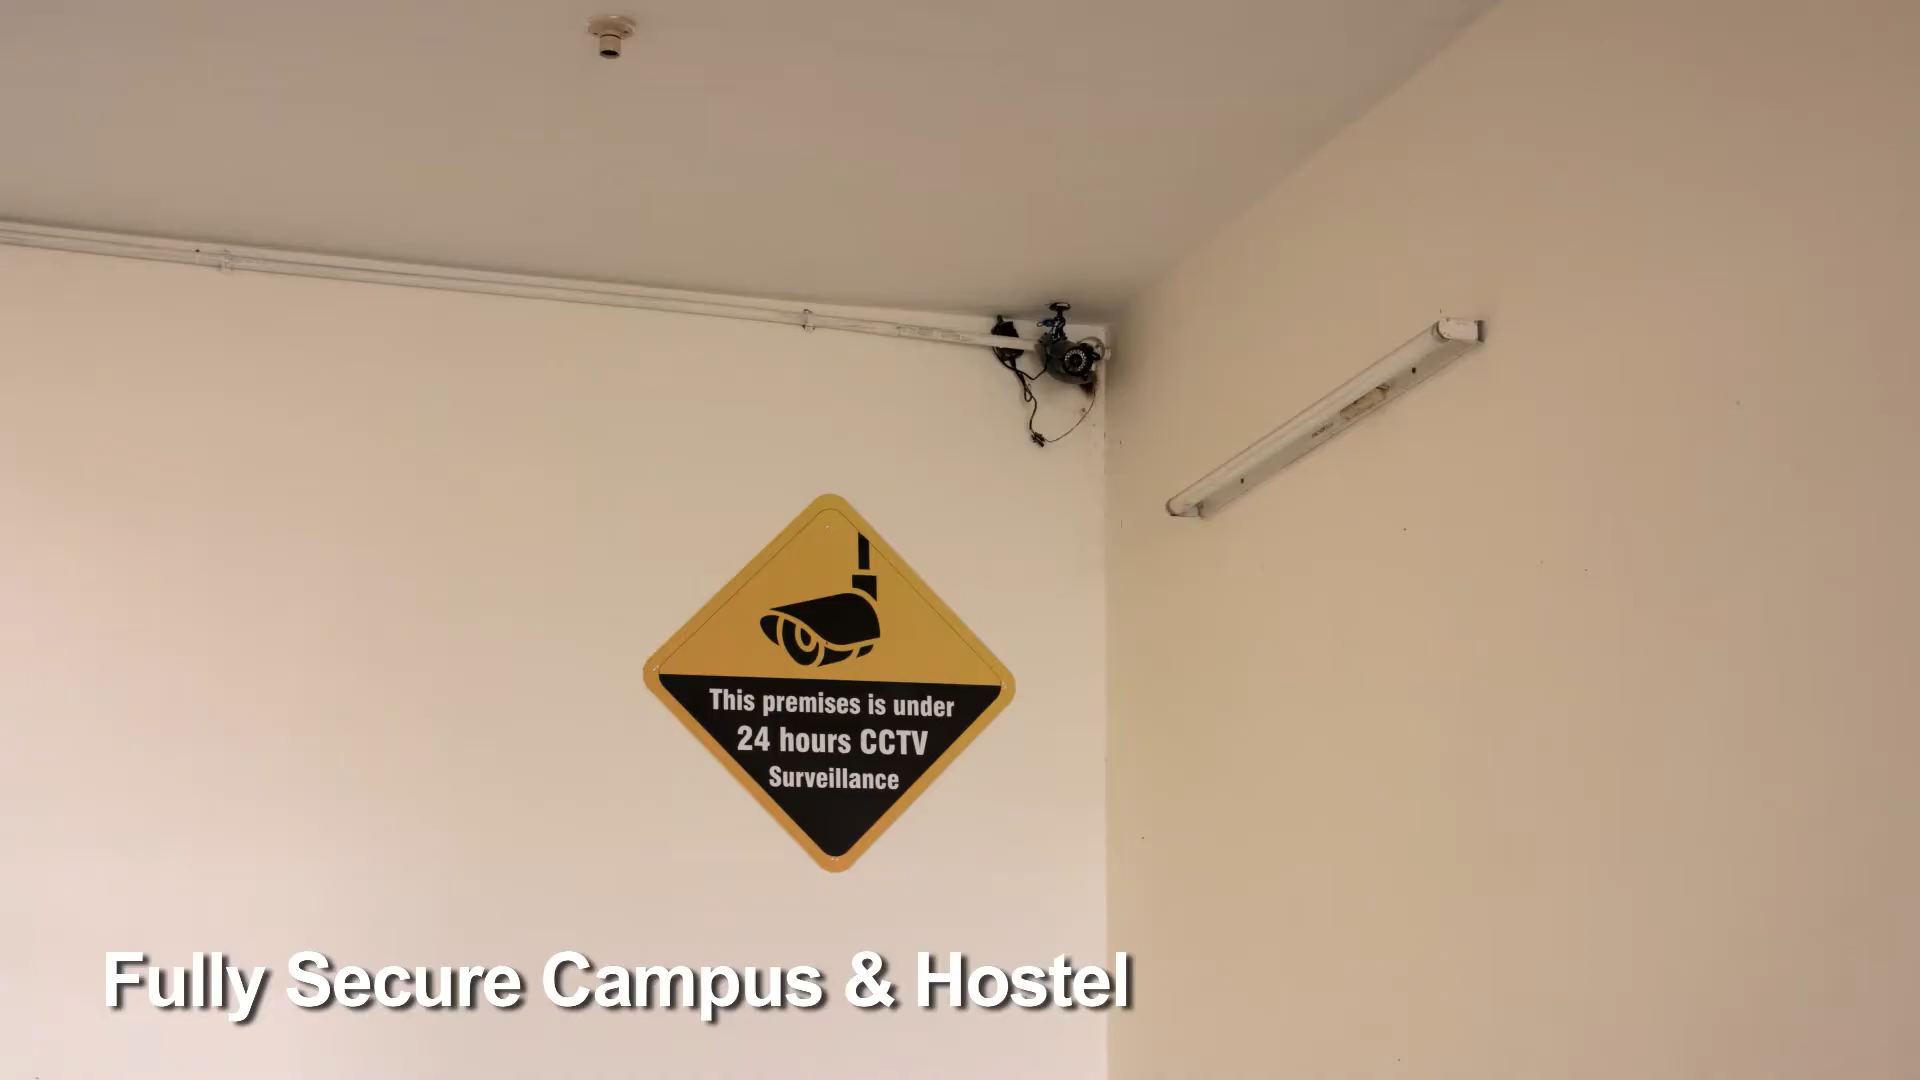 This premises is under
24 hours CCTV
Surveillance
Fully Secure Campus & Hostel